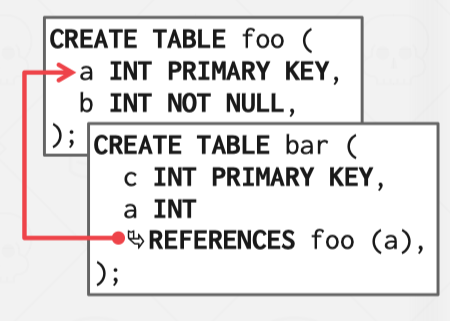 CREATE TABLE foo (
a INT PRIMARY KEY,
b INT NOT NULL,
);
CREATE TABLE bar (
c INT PRIMARY KEY,
a INT
REFERENCES foo (a),
);